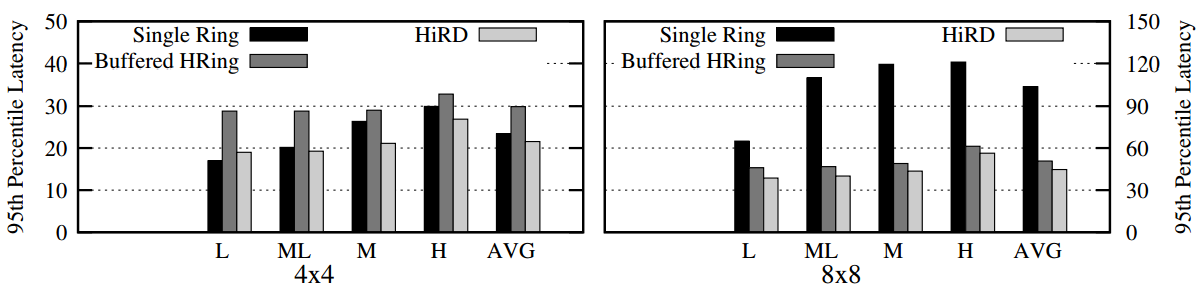 95th Percentile Latency
50
40
30
20
10
0
Single Ring
Buffered HRing
HiRD
L ML M H AVG
4x4
Single Ring
Buffered HRing
HiRD
L ML M H AVG
8x8
150
120
90
60
30
0
95th Percentile Latency